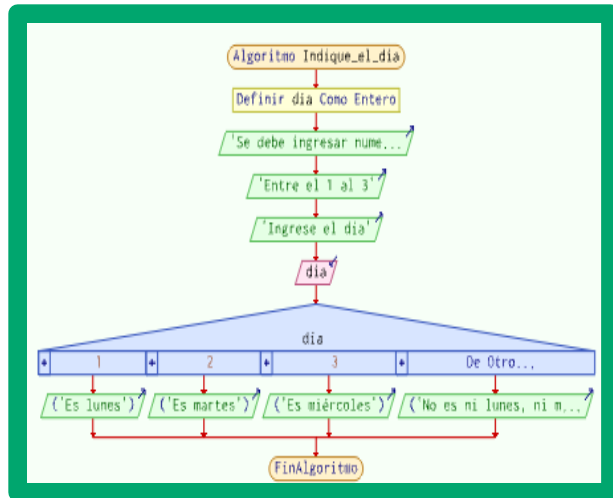 Algoritmo Indique_el_dia
Definir dia Como Entero
'Se debe ingresar nume...
'Entre el 1 al 3'
'Ingrese el dia'
dia
dia
1 2 3 De Otro...
('Es lunes') ('Es martes') ('Es miércoles') ('No es ni lunes, ni m...
FinAlgoritmo